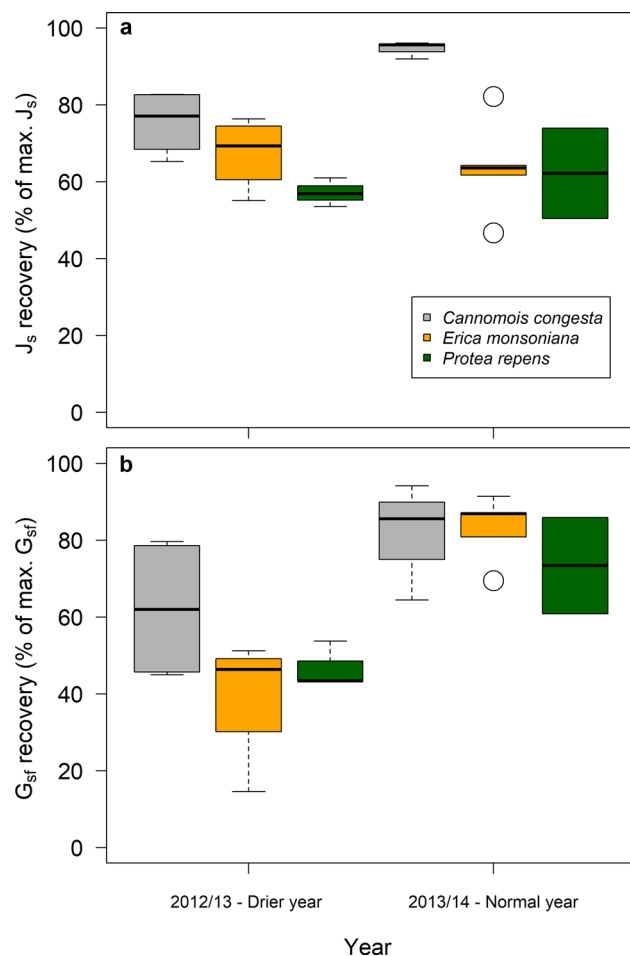 a
Js recovery (% of max. Js)
100
80
60
40
20
0
Cannomois congesta
Erica monsoniana
Protea repens
b
Gsf recovery (% of max. Gsf)
100
80
60
40
20
0
2012/13 - Drier year
2013/14 - Normal year
Year